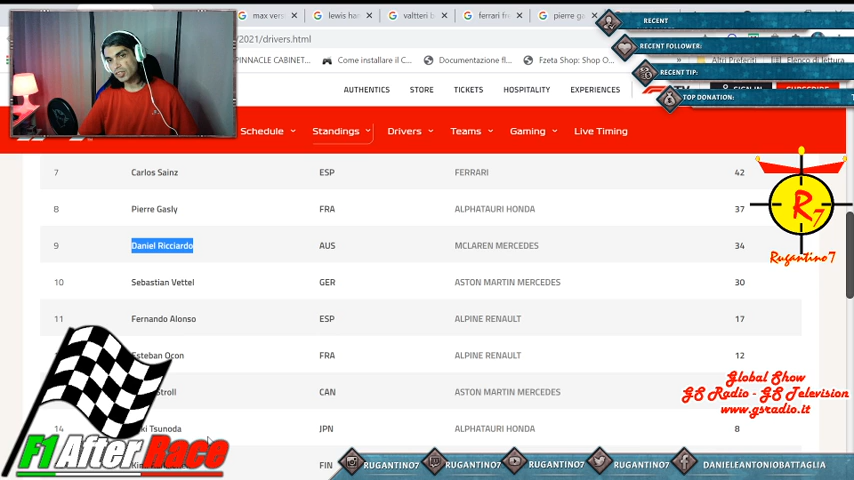 max vers
lewis ha
valtteri b
ferrari fr
pierre ga
/2021/drivers.html
PINNACLE CABINET...
Come installare il C...
Documentazione fl...
Fzeta Shop: Shop O...
Altri Preferiti
Elenco di lettura
RECENT
RECENT FOLLOWER:
RECENT TIP:
TOP DONATION:
AUTHENTICS
STORE
TICKETS
HOSPITALITY
EXPERIENCES
SIGN IN
SUBSCRIBE
Schedule
Standings
Drivers
Teams
Gaming
Live Timing
7 Carlos Sainz ESP FERRARI 42
8 Pierre Gasly FRA ALPHATAURI HONDA 37
9 Daniel Ricciardo AUS MCLAREN MERCEDES 34
10 Sebastian Vettel GER ASTON MARTIN MERCEDES 30
11 Fernando Alonso ESP ALPINE RENAULT 17
Esteban Ocon FRA ALPINE RENAULT 12
Stroll CAN ASTON MARTIN MERCEDES
14 Tsunoda JPN ALPHATAURI HONDA 8
FIN
R7
Rugantino7
Global Show
GS Radio - GS Television
www.gsradio.it
F1 After Race
RUGANTINO7
RUGANTINO7
RUGANTINO7
RUGANTINO7
DANIELEANTONIOBATTAGLIA